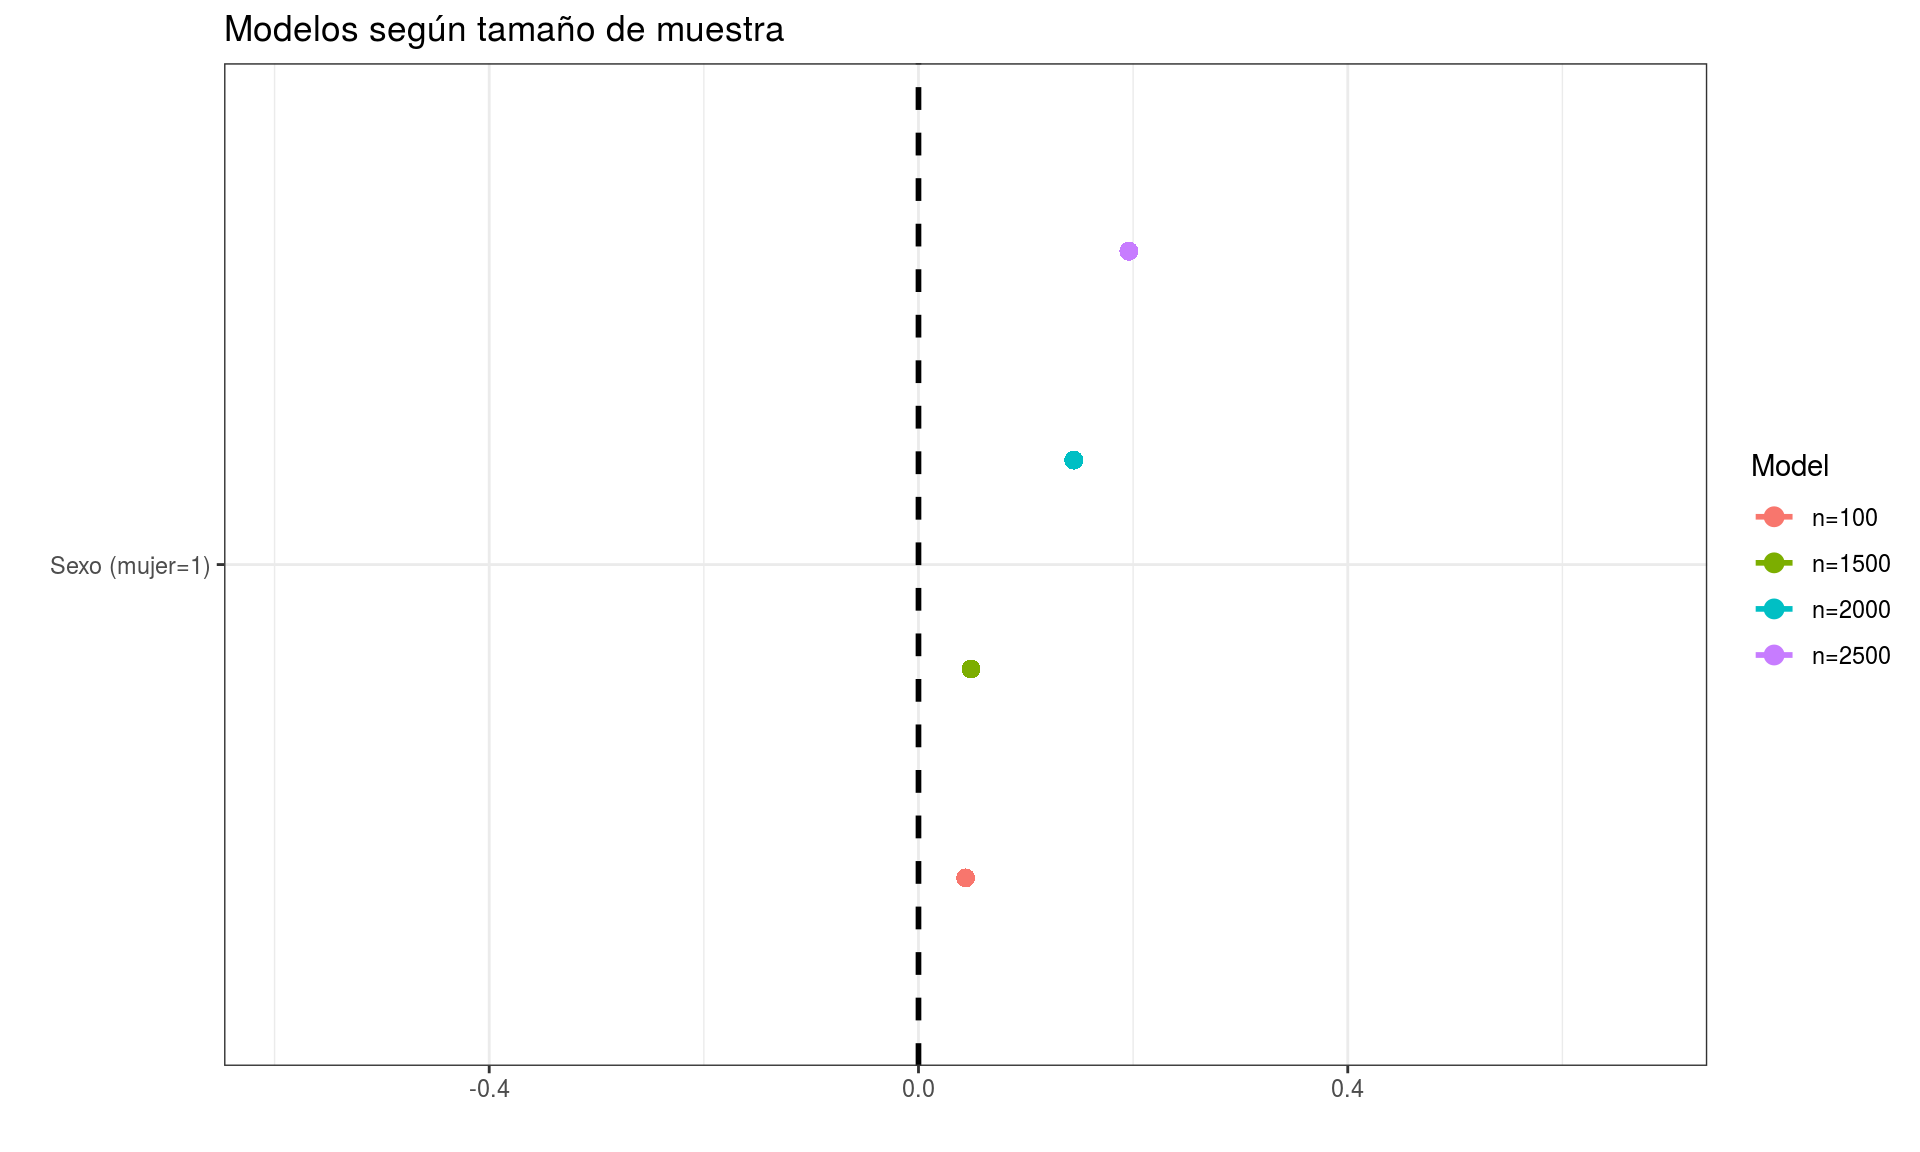 Modelos según tamaño de muestra
Sexo (mujer=1)
-0.4
0.0
0.4
Model
n=100
n=1500
n=2000
n=2500